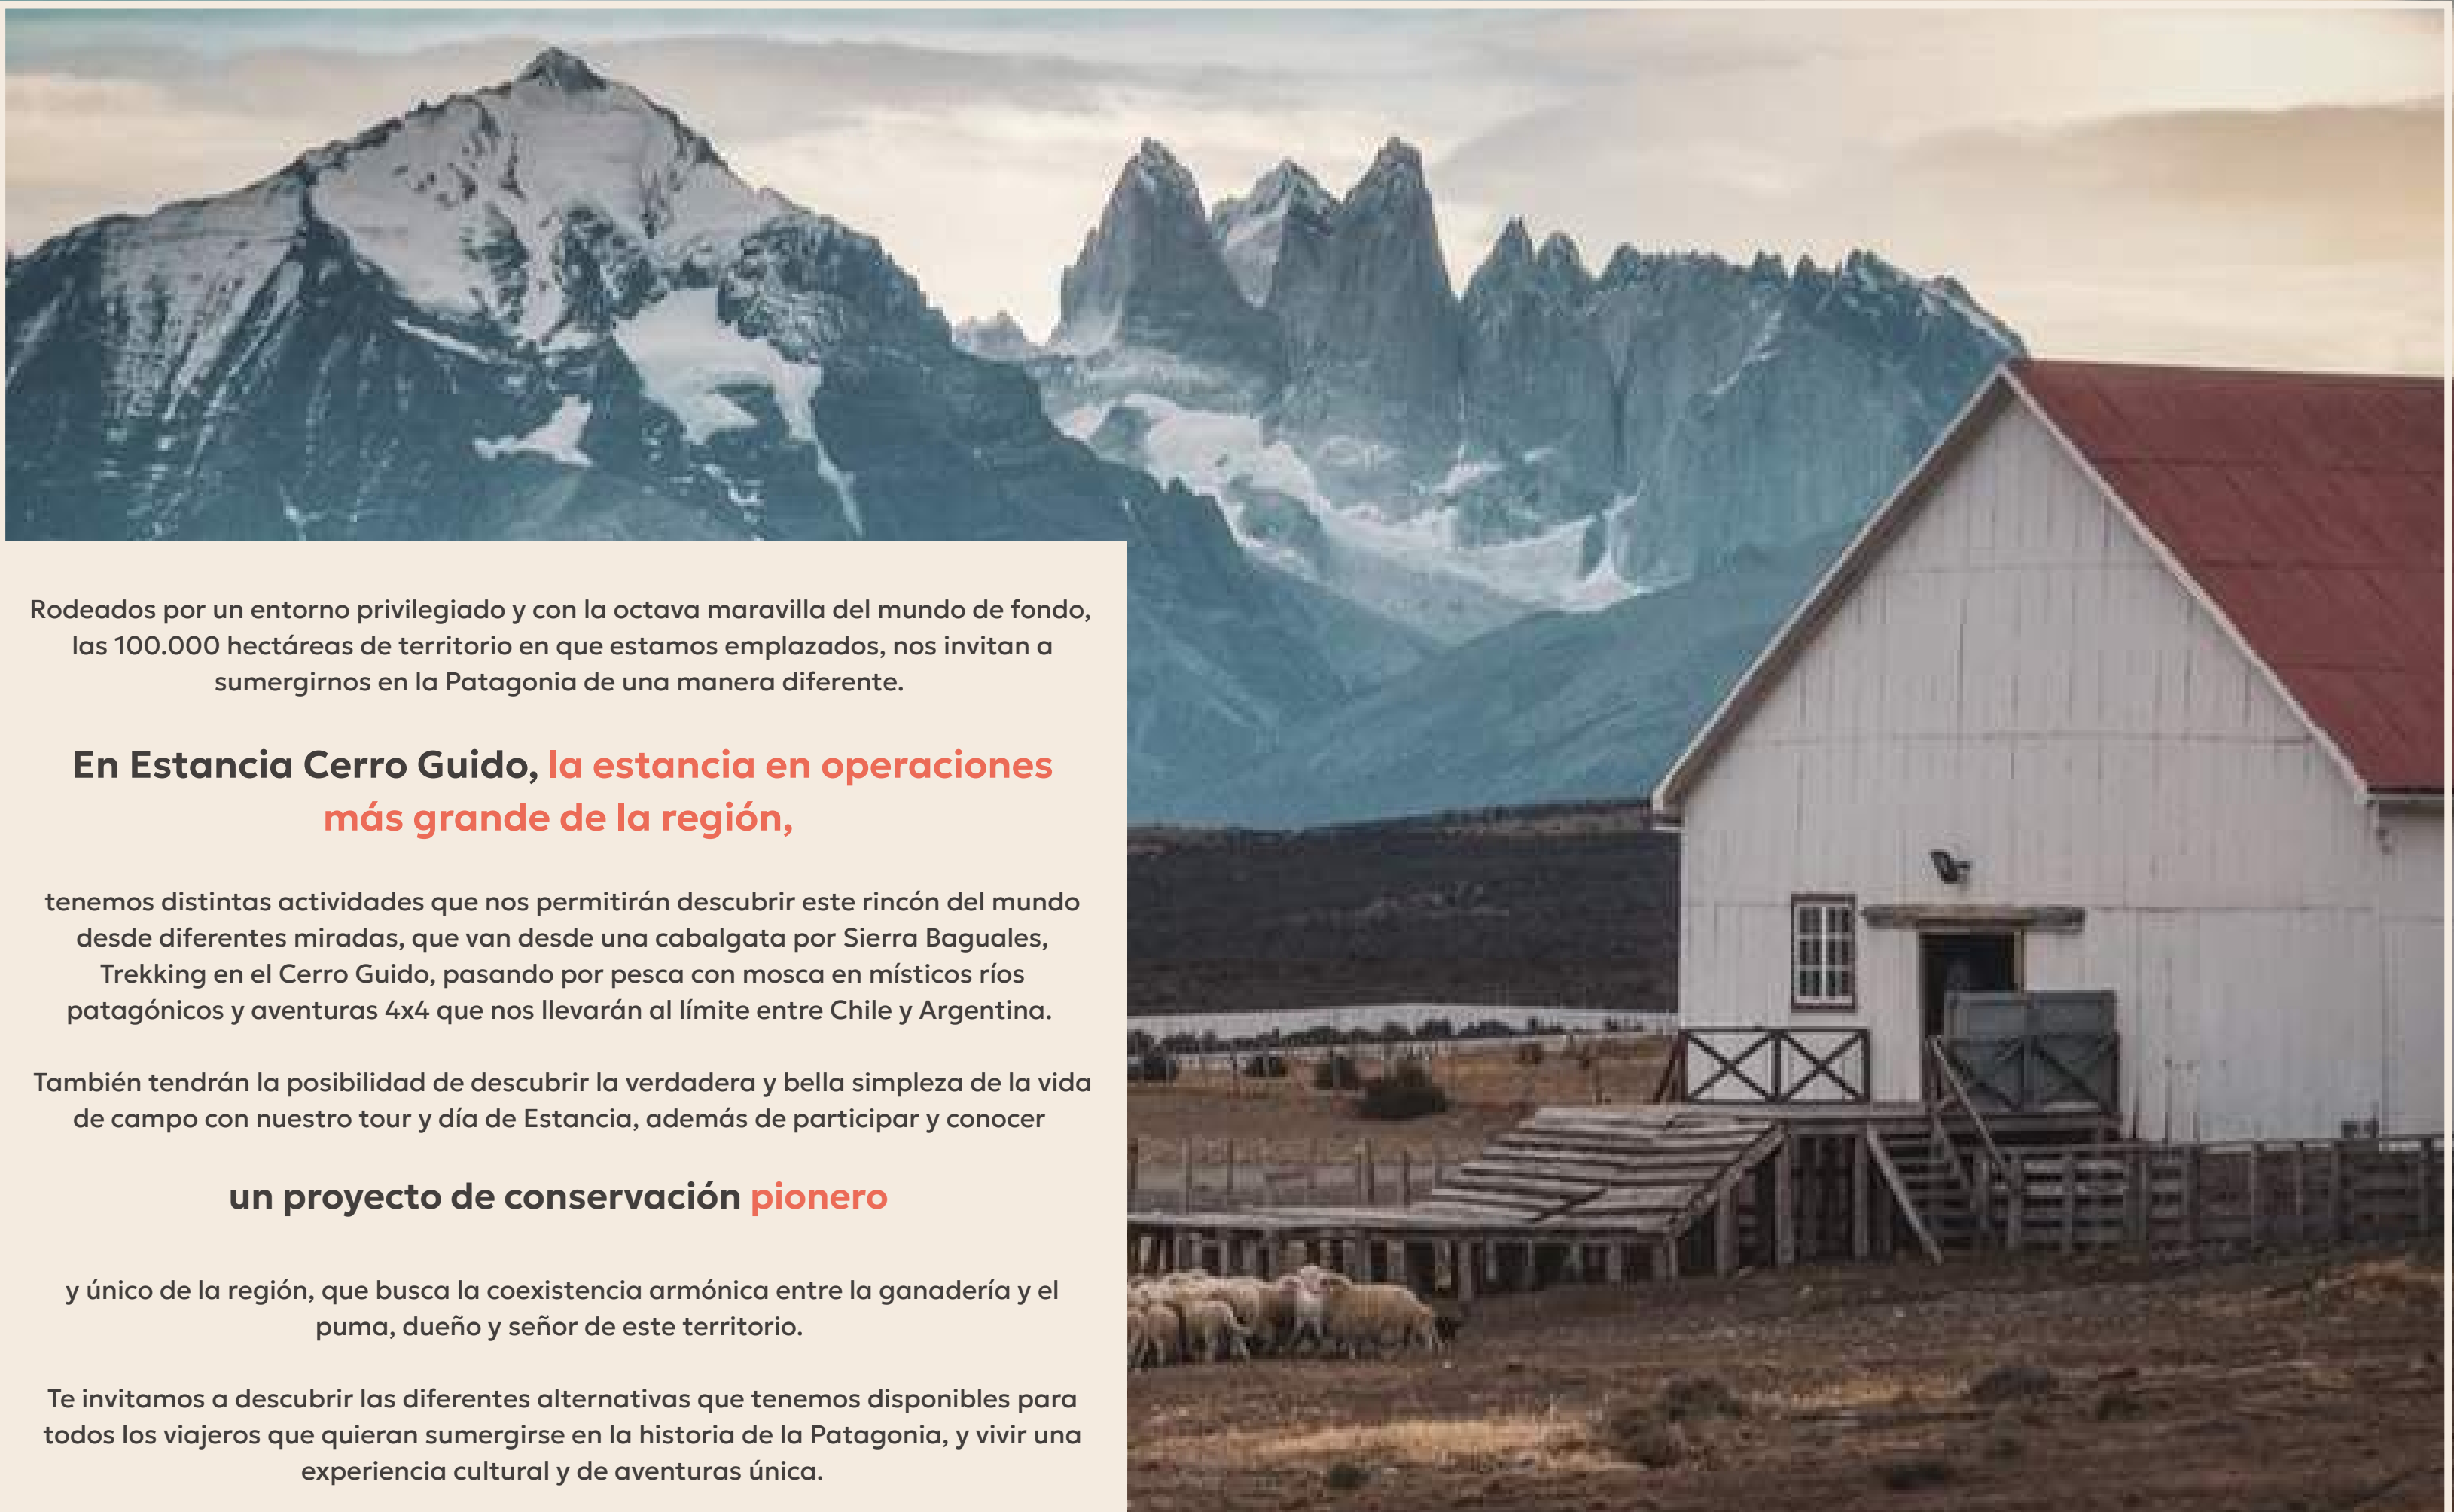 Rodeados por un entorno privilegiado y con la octava maravilla del mundo de fondo,
las 100.000 hectáreas de territorio en que estamos emplazados, nos invitan a
sumergirnos en la Patagonia de una manera diferente.
En Estancia Cerro Guido, la estancia en operaciones
más grande de la región,
tenemos distintas actividades que nos permitirán descubrir este rincón del mundo
desde diferentes miradas, que van desde una cabalgata por Sierra Baguales,
Trekking en el Cerro Guido, pasando por pesca con mosca en místicos ríos
patagónicos y aventuras 4x4 que nos llevarán al límite entre Chile y Argentina.
También tendrán la posibilidad de descubrir la verdadera y bella simpleza de la vida
de campo con nuestro tour y día de Estancia, además de participar y conocer
un proyecto de conservación pionero
y único de la región, que busca la coexistencia armónica entre la ganadería y el
puma, dueño y señor de este territorio.
Te invitamos a descubrir las diferentes alternativas que tenemos disponibles para
todos los viajeros que quieran sumergirse en la historia de la Patagonia, y vivir una
experiencia cultural y de aventuras única.